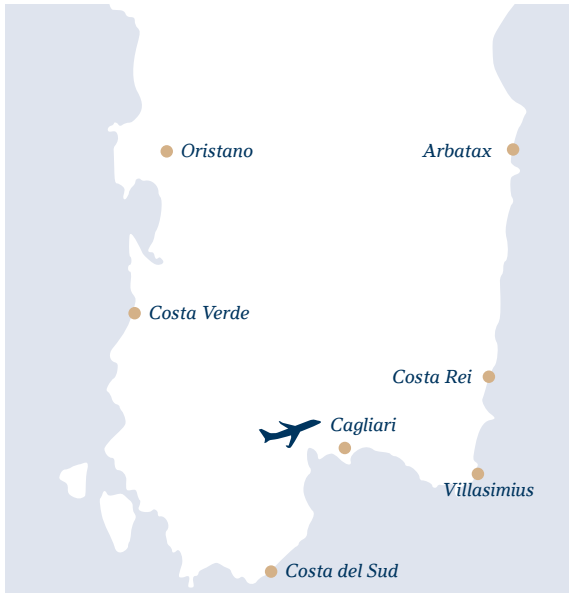 Oristano
Arbatax
Costa Verde
Costa Rei
Cagliari
Villasimius
Costa del Sud